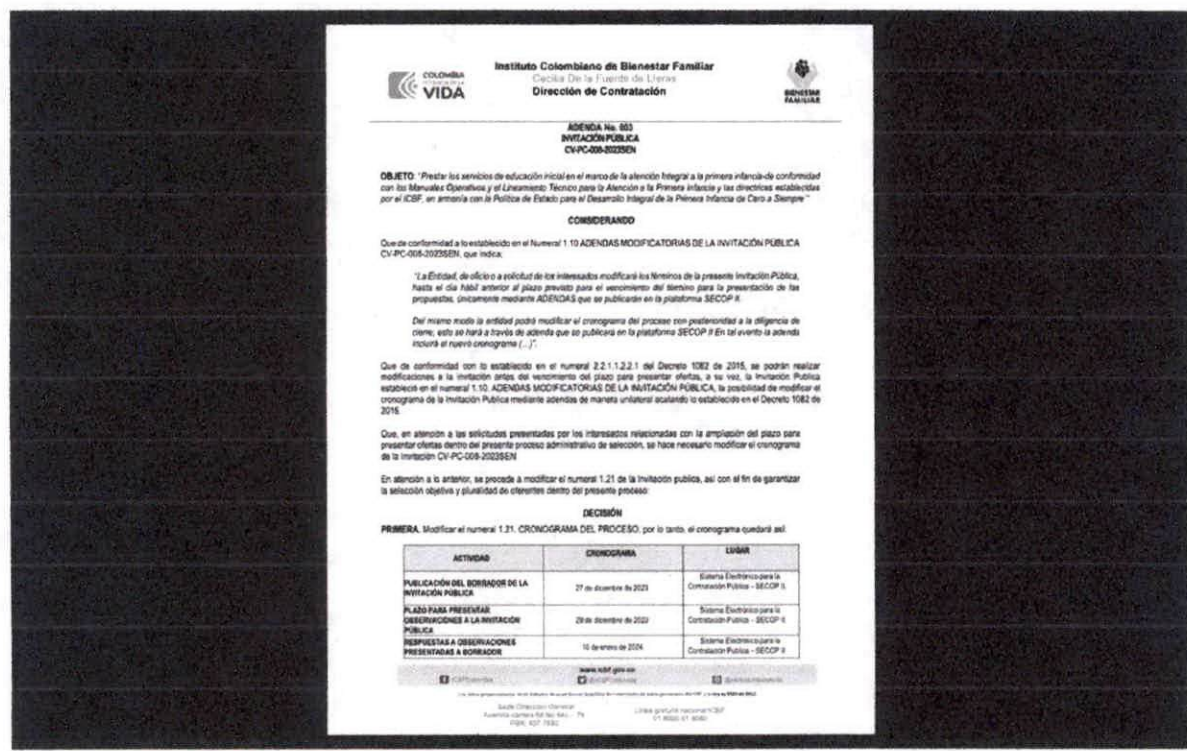 COLOMBIA
VIDA
Instituto Colombiano de Bienestar Familiar
Cecilia De la Fuente de Lleras
Dirección de Contratación
BIENESTAR
FAMILIAR
ADENDA No. 003
INVITACIÓN PÚBLICA
CV-PC-008-2023SEN
OBJETO: "Prestar los servicios de educación inicial en el marco de la atención integral a la primera infancia de conformidad
con los Manuales Operativos y el Lineamiento Técnico para la Atención a la Primera Infancia y las directrices establecidas
por el ICBF, en armonía con la Política de Estado para el Desarrollo Integral de la Primera Infancia de Cero a Siempre"
CONSIDERANDO
Que de conformidad a lo establecido en el Numeral 1.10 ADENDAS MODIFICATORIAS DE LA INVITACIÓN PÚBLICA
CV-PC-008-2023SEN, que indica:
"La Entidad, de oficio o a solicitud de los interesados modificará los términos de la presente Invitación Pública,
hasta el día hábil anterior al plazo previsto para el vencimiento del término para la presentación de las
propuestas, únicamente mediante ADENDAS que se publicarán en la plataforma SECOP II.
Del mismo modo la entidad podrá modificar el cronograma del proceso con posterioridad a la diligencia de
cierre; esto se hará a través de adenda que se publicará en la plataforma SECOP II En tal evento la adenda
incluirá el nuevo cronograma (...)".
Que de conformidad con lo establecido en el numeral 2.2.1.1.2.2.1 del Decreto 1082 de 2015, se podrán realizar
modificaciones a la invitación antes del vencimiento del plazo para presentar ofertas, a su vez, la Invitación Publica
estableció en el numeral 1.10. ADENDAS MODIFICATORIAS DE LA INVITACIÓN PÚBLICA, la posibilidad de modificar el
cronograma de la Invitación Publica mediante adendas de manera unilateral acatando lo establecido en el Decreto 1082 de
2015.
Que, en atención a las solicitudes presentadas por los interesados relacionadas con la ampliación del plazo para
presentar ofertas dentro del presente proceso administrativo de selección, se hace necesario modificar el cronograma
de la invitación CV-PC-008-2023SEN
En atención a lo anterior, se procede a modificar el numeral 1.21 de la invitación publica, así con el fin de garantizar
la selección objetiva y pluralidad de oferentes dentro del presente proceso:
DECISIÓN
PRIMERA. Modificar el numeral 1.21. CRONOGRAMA DEL PROCESO, por lo tanto, el cronograma quedará así:
ACTIVIDAD CRONOGRAMA LUGAR
PUBLICACIÓN DEL BORRADOR DE LA INVITACIÓN PÚBLICA 27 de diciembre de 2023 Sistema Electrónico para la Contratación Pública - SECOP II.
PLAZO PARA PRESENTAR OBSERVACIONES A LA INVITACIÓN PÚBLICA 29 de diciembre de 2023 Sistema Electrónico para la Contratación Pública - SECOP II.
RESPUESTAS A OBSERVACIONES PRESENTADAS A BORRADOR 10 de enero de 2024 Sistema Electrónico para la Contratación Pública - SECOP II
www.icbf.gov.co
ICBFColombia
Sede Dirección General
Línea gratuita nacional ICBF
01 8000 91 8080